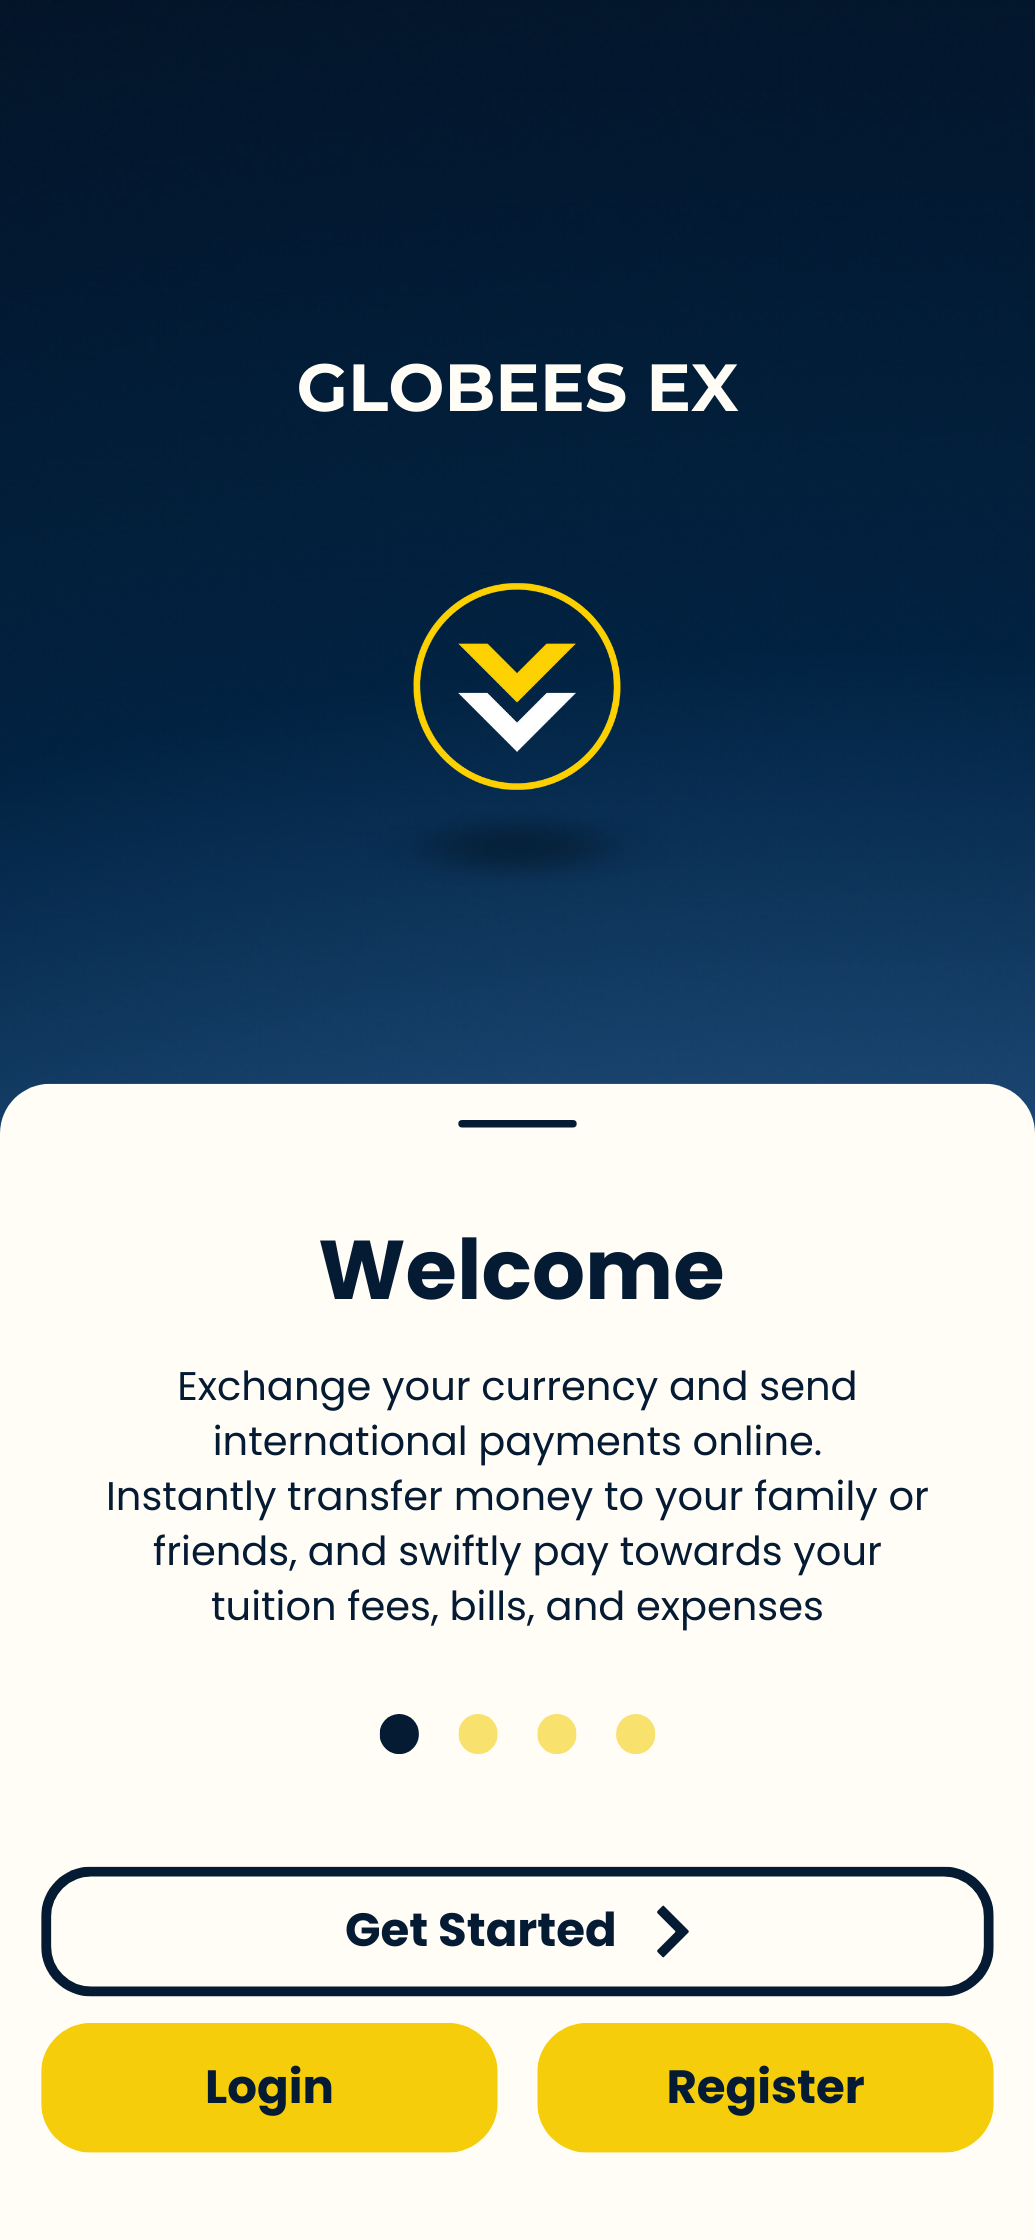 GLOBEES EX
Welcome
Exchange your currency and send
international payments online.
Instantly transfer money to your family or
friends, and swiftly pay towards your
tuition fees, bills, and expenses
Get Started
Login
Register